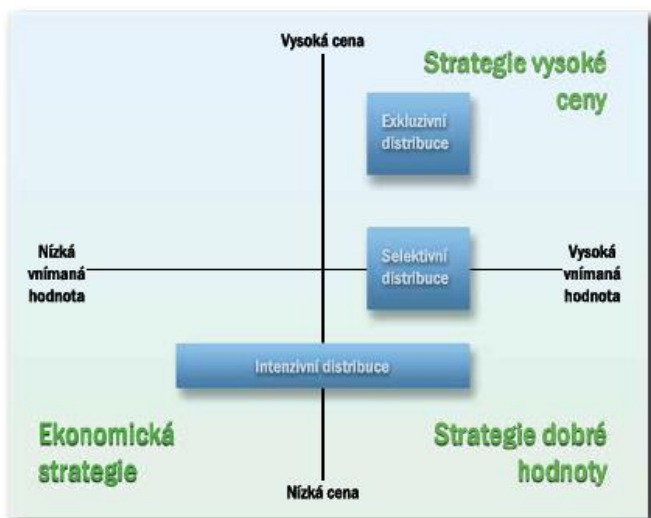 Vysoká cena
Strategie vysoké
ceny
Exkluzivní
distribuce
Nízká
vnímaná
hodnota
Selektivní
distribuce
Vysoká
vnímaná
hodnota
Intenzivní distribuce
Ekonomická
strategie
Strategie dobré
hodnoty
Nízká cena